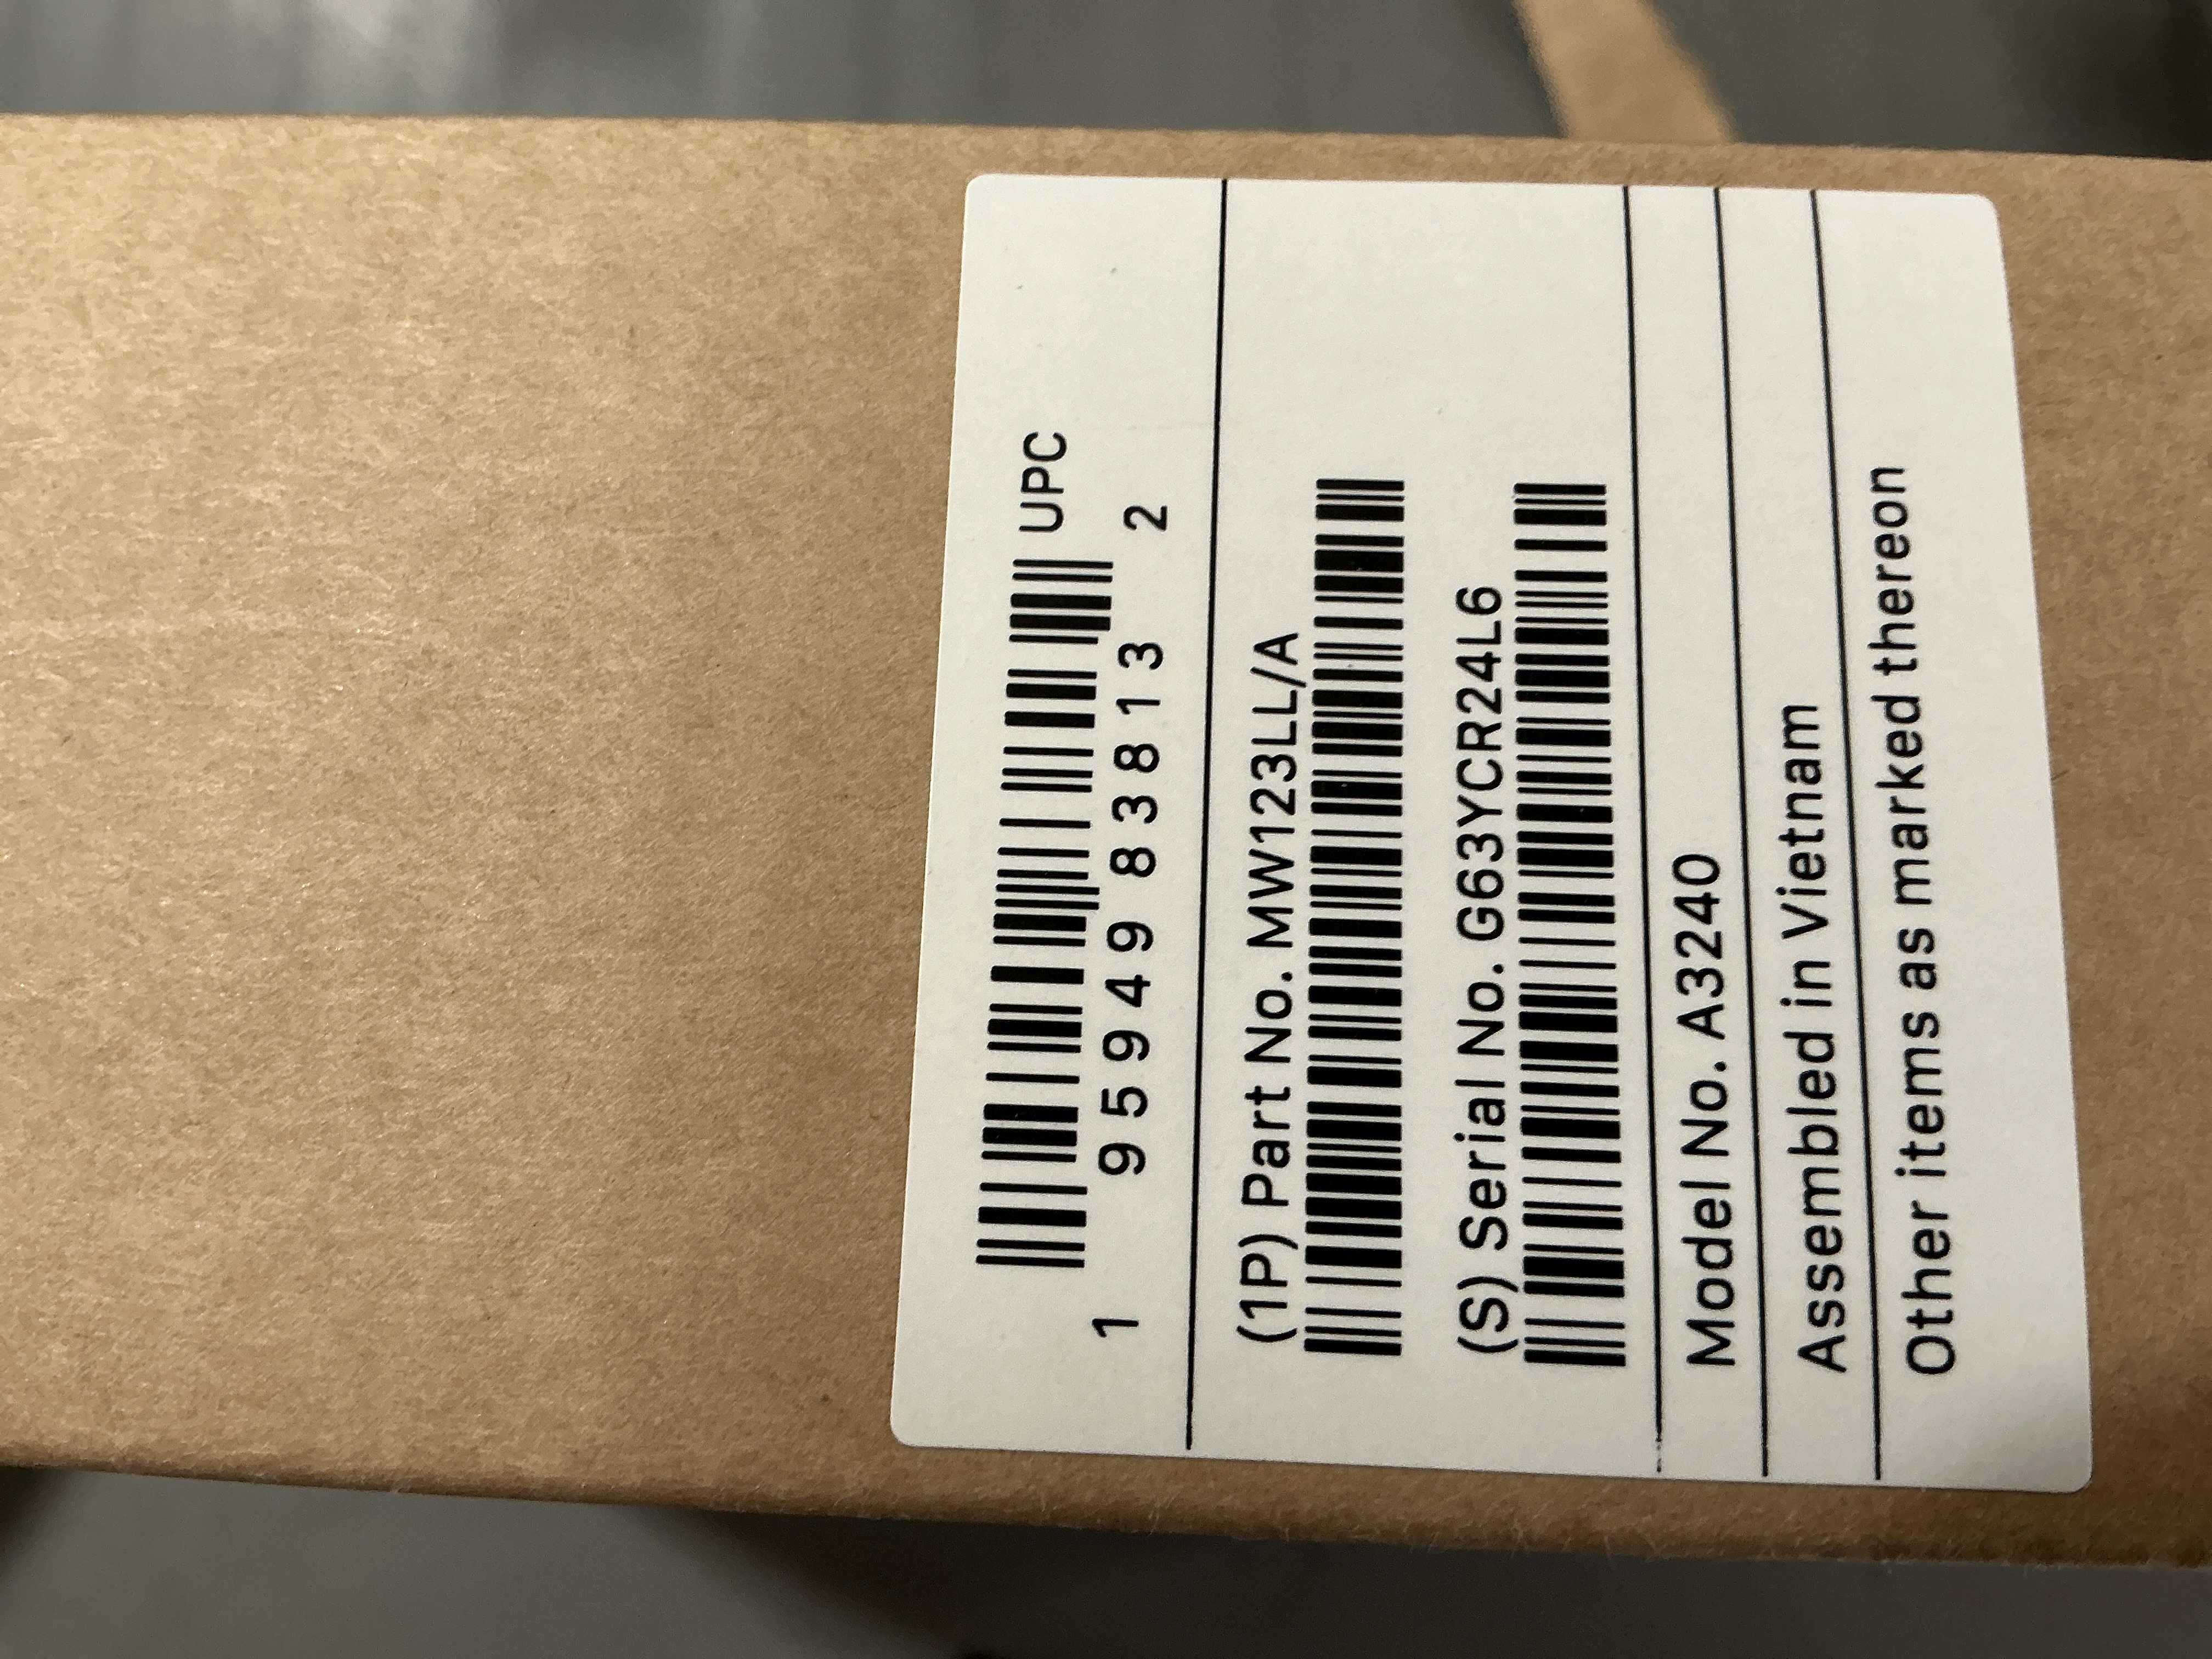 UPC
1 95949 83813 2
(1P) Part No. MW123LL/A
(S) Serial No. G63YCR24L6
Model No. A3240
Assembled in Vietnam
Other items as marked thereon